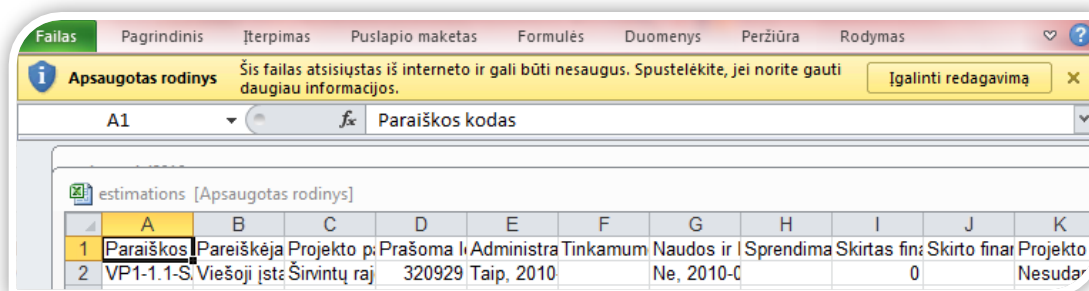 Failas Pagrindinis Įterpimas Puslapio maketas Formulės Duomenys Peržiūra Rodymas
Apsaugotas rodinys Šis failas atsisiųstas iš interneto ir gali būti nesaugus. Spustelėkite, jei norite gauti
daugiau informacijos. Įgalinti redagavimą
A1 fx Paraiškos kodas
estimations [Apsaugotas rodinys]
A B C D E F G H I J K
1 Paraiškos Pareiškėja Projekto pa Prašoma lė Administra Tinkamum Naudos ir Sprendima Skirtas fina Skirto finan Projekto
2 VP1-1.1-S Viešoji įsta Širvintų raj 320929 Taip, 2010- Ne, 2010-0 0 Nesudar